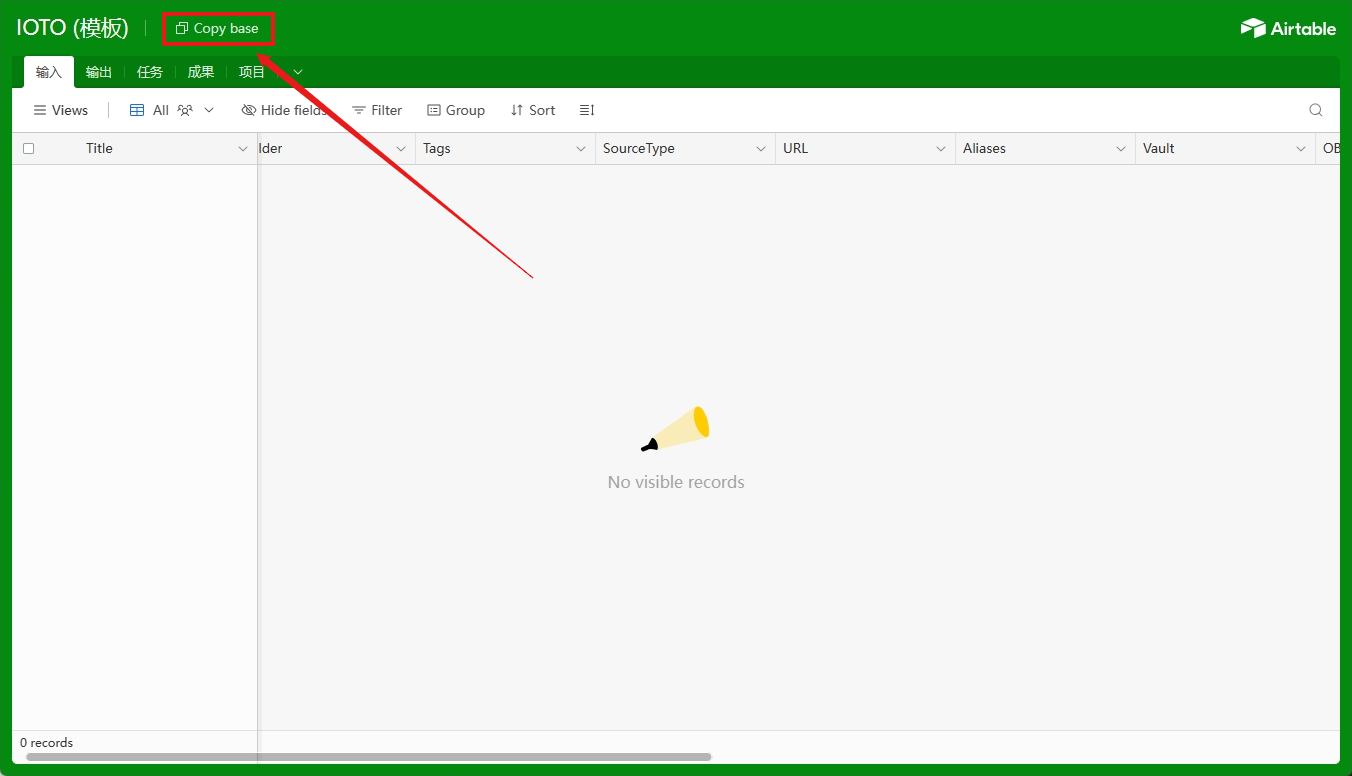 IOTO (模板)
Copy base
Airtable
输入
输出
任务
成果
项目
Views
All
Hide fields
Filter
Group
Sort
Title
lder
Tags
SourceType
URL
Aliases
Vault
OB
No visible records
0 records